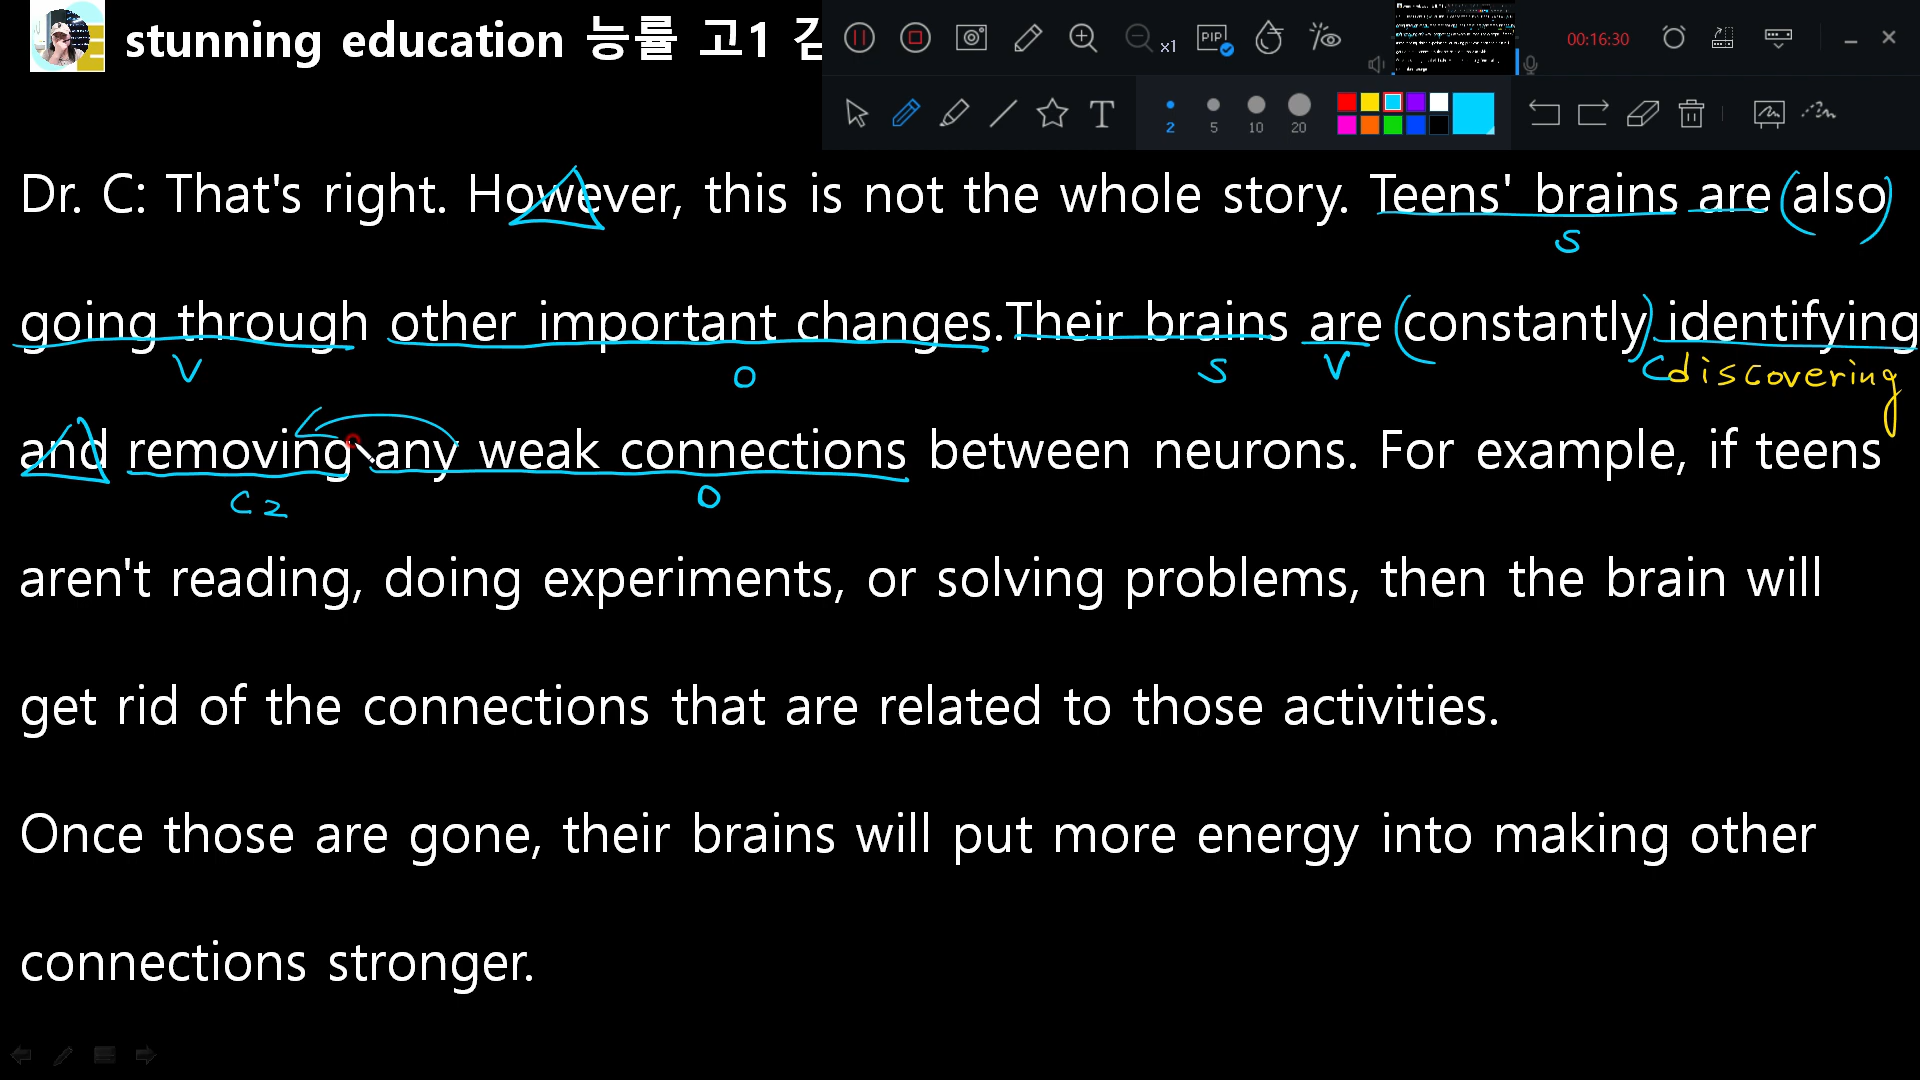 stunning education 능률 고1 김
x1
PIP
00:16:30
T
2 5 10 20
Dr. C: That's right. However, this is not the whole story. Teens' brains are (also)
S
going through other important changes.Their brains are (constantly) identifying
V O S V C discovering
and removing any weak connections between neurons. For example, if teens
C2 O
aren't reading, doing experiments, or solving problems, then the brain will
get rid of the connections that are related to those activities.
Once those are gone, their brains will put more energy into making other
connections stronger.